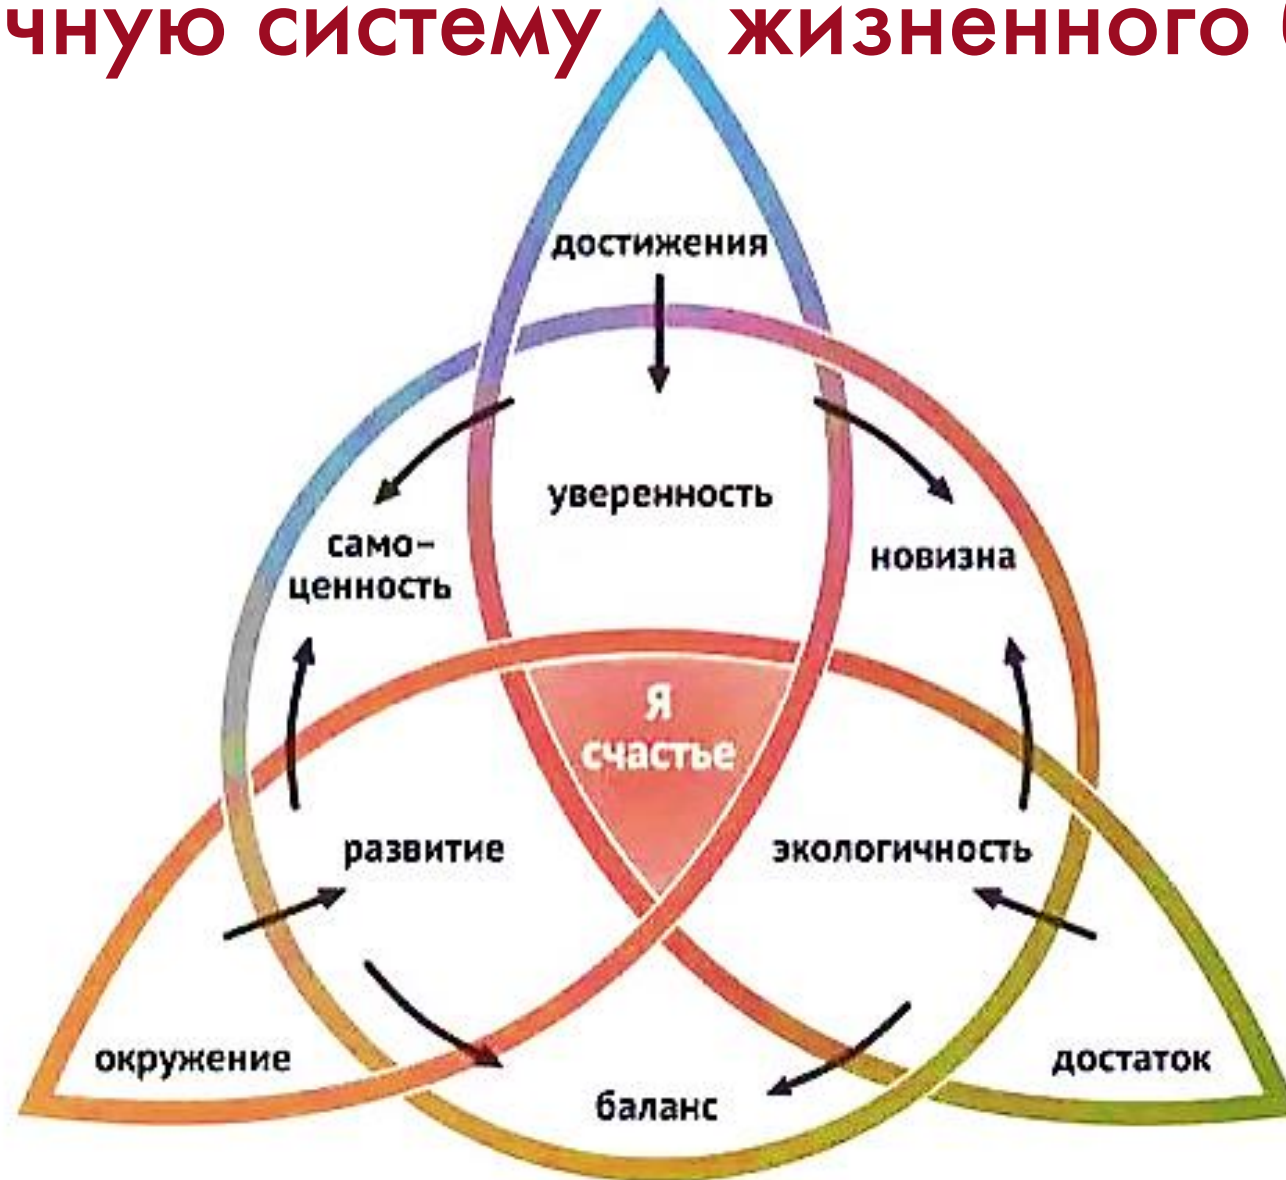 чную систему жизненного
достижения
уверенность
само-
ценность
новизна
Я
счастье
развитие
экологичность
окружение
достаток
баланс